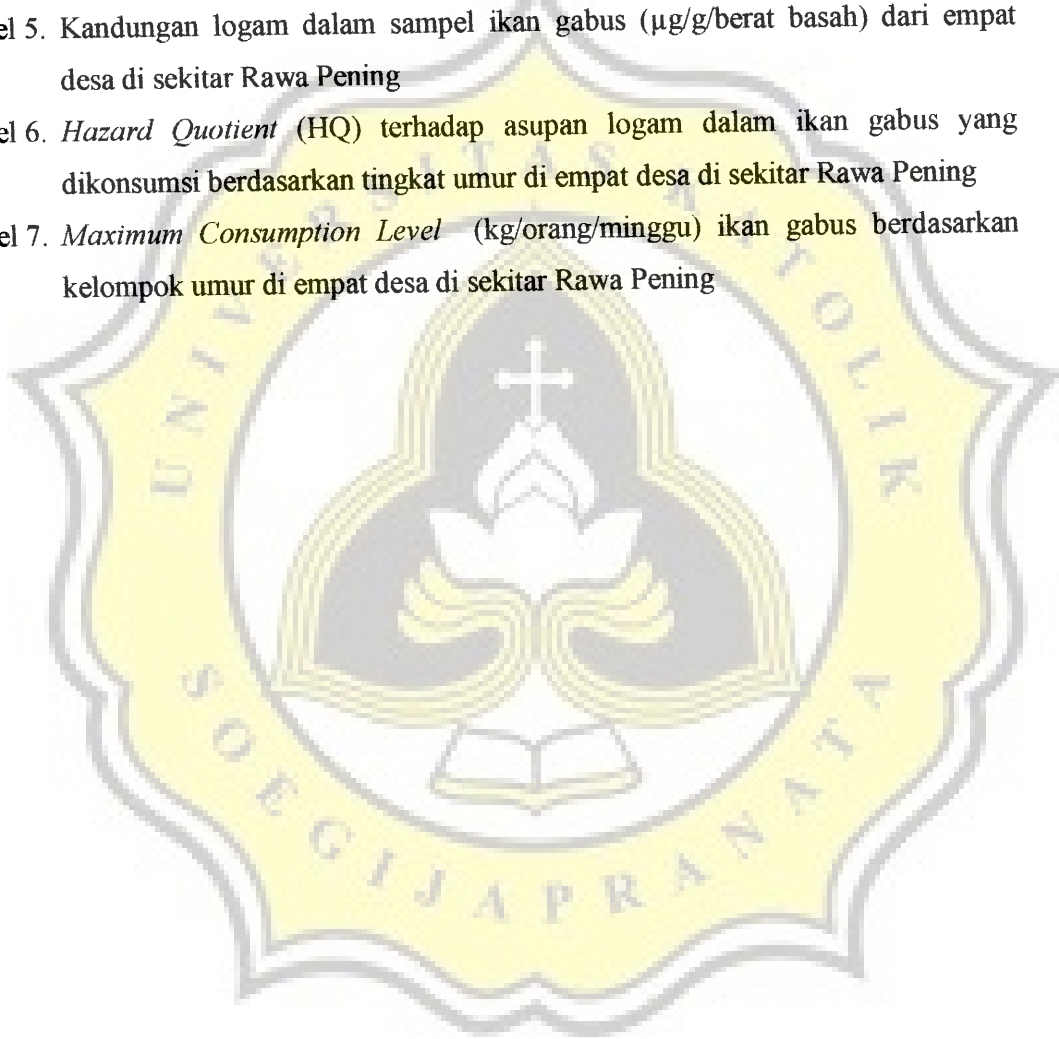 el 5. Kandungan logam dalam sampel ikan gabus (µg/g/berat basah) dari empat
desa di sekitar Rawa Pening
el 6. Hazard Quotient (HQ) terhadap asupan logam dalam ikan gabus yang
dikonsumsi berdasarkan tingkat umur di empat desa di sekitar Rawa Pening
el 7. Maximum Consumption Level (kg/orang/minggu) ikan gabus berdasarkan
kelompok umur di empat desa di sekitar Rawa Pening
UNIVERSITAS KATOLIK
SOEGIJAPRANATA